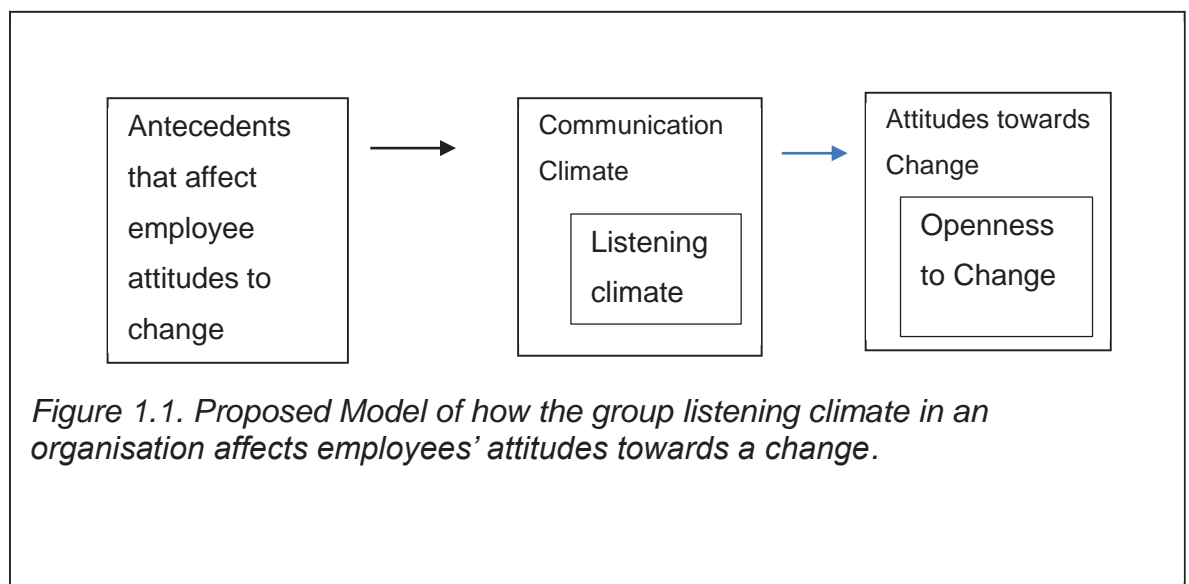 Antecedents
that affect
employee
attitudes to
change
Communication
Climate
Listening
climate
Attitudes towards
Change
Openness
to Change
Figure 1.1. Proposed Model of how the group listening climate in an
organisation affects employees’ attitudes towards a change.